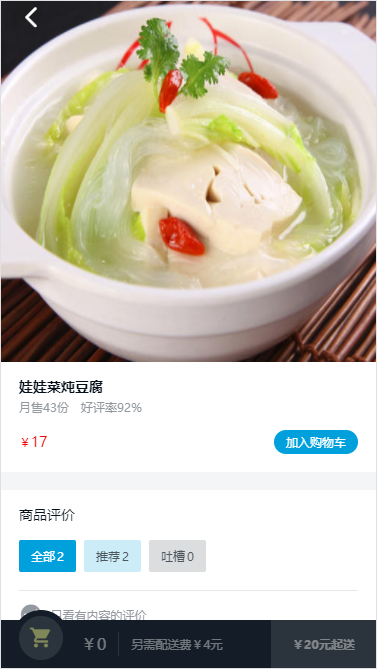 娃娃菜炖豆腐
月售43份 好评率92%
￥17 加入购物车
商品评价
全部2 推荐2 吐槽0
只看有内容的评价
￥0 另需配送费￥4元 ￥20元起送